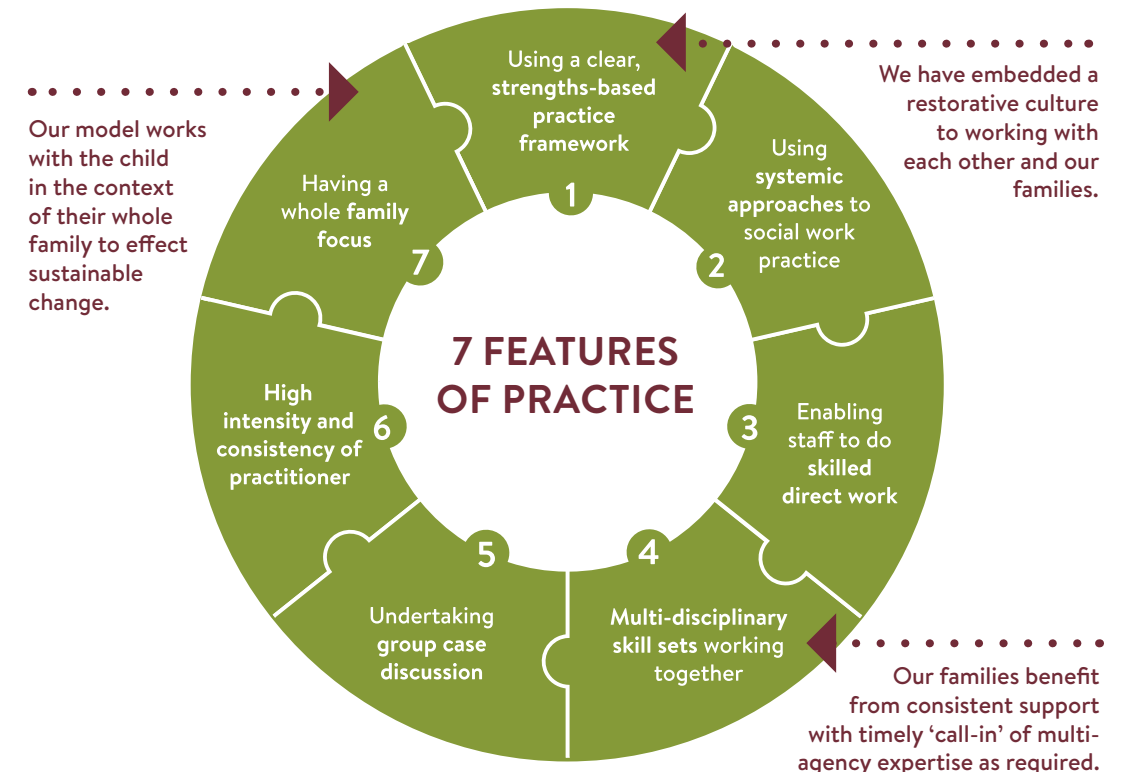 7 FEATURES
OF PRACTICE
Using a clear,
strengths-based
practice
framework
1
We have embedded a
restorative culture
to working with
each other and our
families.
Using
systemic
approaches to
social work
practice
2
Enabling
staff to do
skilled
direct work
3
Multi-disciplinary
skill sets working
together
4
Our families benefit
from consistent support
with timely ‘call-in’ of multi-
agency expertise as required.
Undertaking
group case
discussion
5
High
intensity and
consistency of
practitioner
6
Having a
whole family
focus
7
Our model works
with the child
in the context
of their whole
family to effect
sustainable
change.